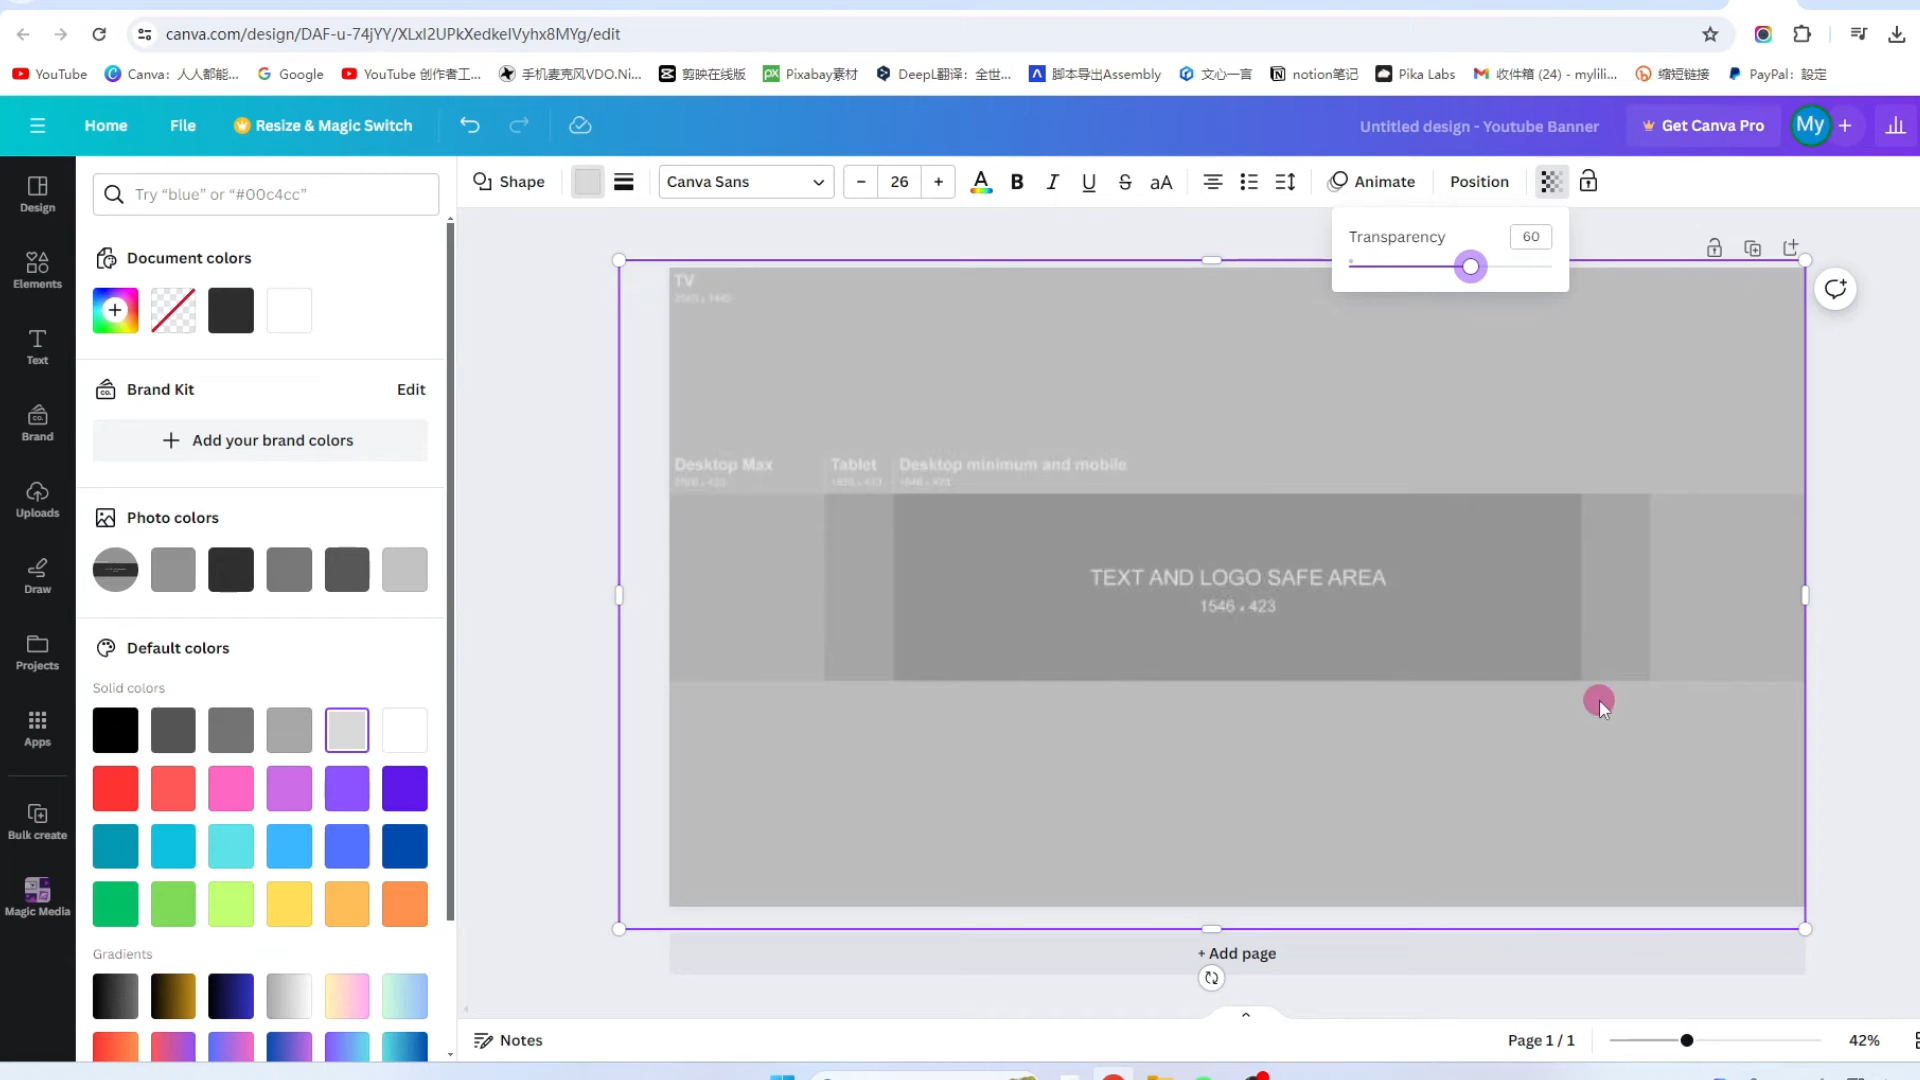 canva.com/design/DAF-u-74jYY/XLxI2UPkXedkeIVyhx8MYg/edit
YouTube
Canva：人人都能...
Google
YouTube 创作者工...
手机麦克风VDO.Ni...
剪映在线版
Pixabay素材
DeepL翻译：全世...
脚本导出Assembly
文心一言
notion笔记
Pika Labs
收件箱 (24) - mylili...
缩短链接
PayPal：設定
Home
File
Resize & Magic Switch
Untitled design - Youtube Banner
Get Canva Pro
My
Design
Elements
Text
Brand
Uploads
Draw
Projects
Apps
Bulk create
Magic Media
Try “blue” or “#00c4cc”
Document colors
Brand Kit
Edit
Add your brand colors
Photo colors
Default colors
Solid colors
Gradients
Shape
Canva Sans
26
B
I
U
S
aA
Animate
Position
Transparency
60
TV
Desktop Max
Tablet
Desktop minimum and mobile
TEXT AND LOGO SAFE AREA
1546 x 423
+ Add page
Notes
Page 1 / 1
42%